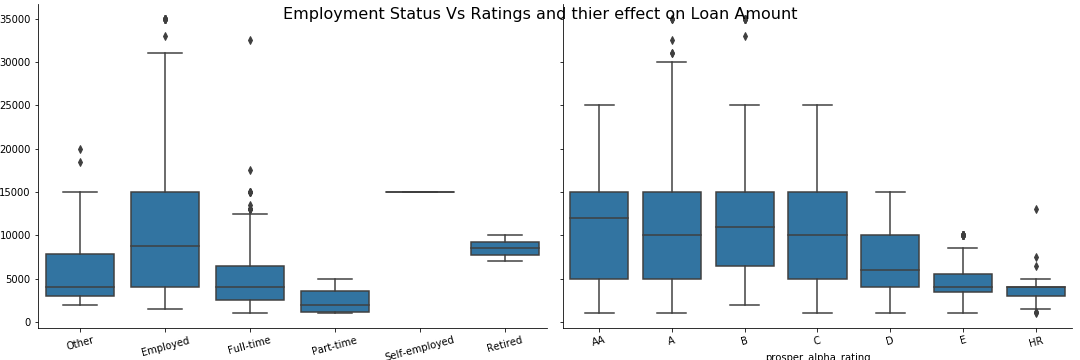 Employment Status Vs Ratings and thier effect on Loan Amount
35000
30000
25000
20000
15000
10000
5000
0
Other Employed Full-time Part-time Self-employed Retired
AA A B C D E HR
prosper_alpha_rating